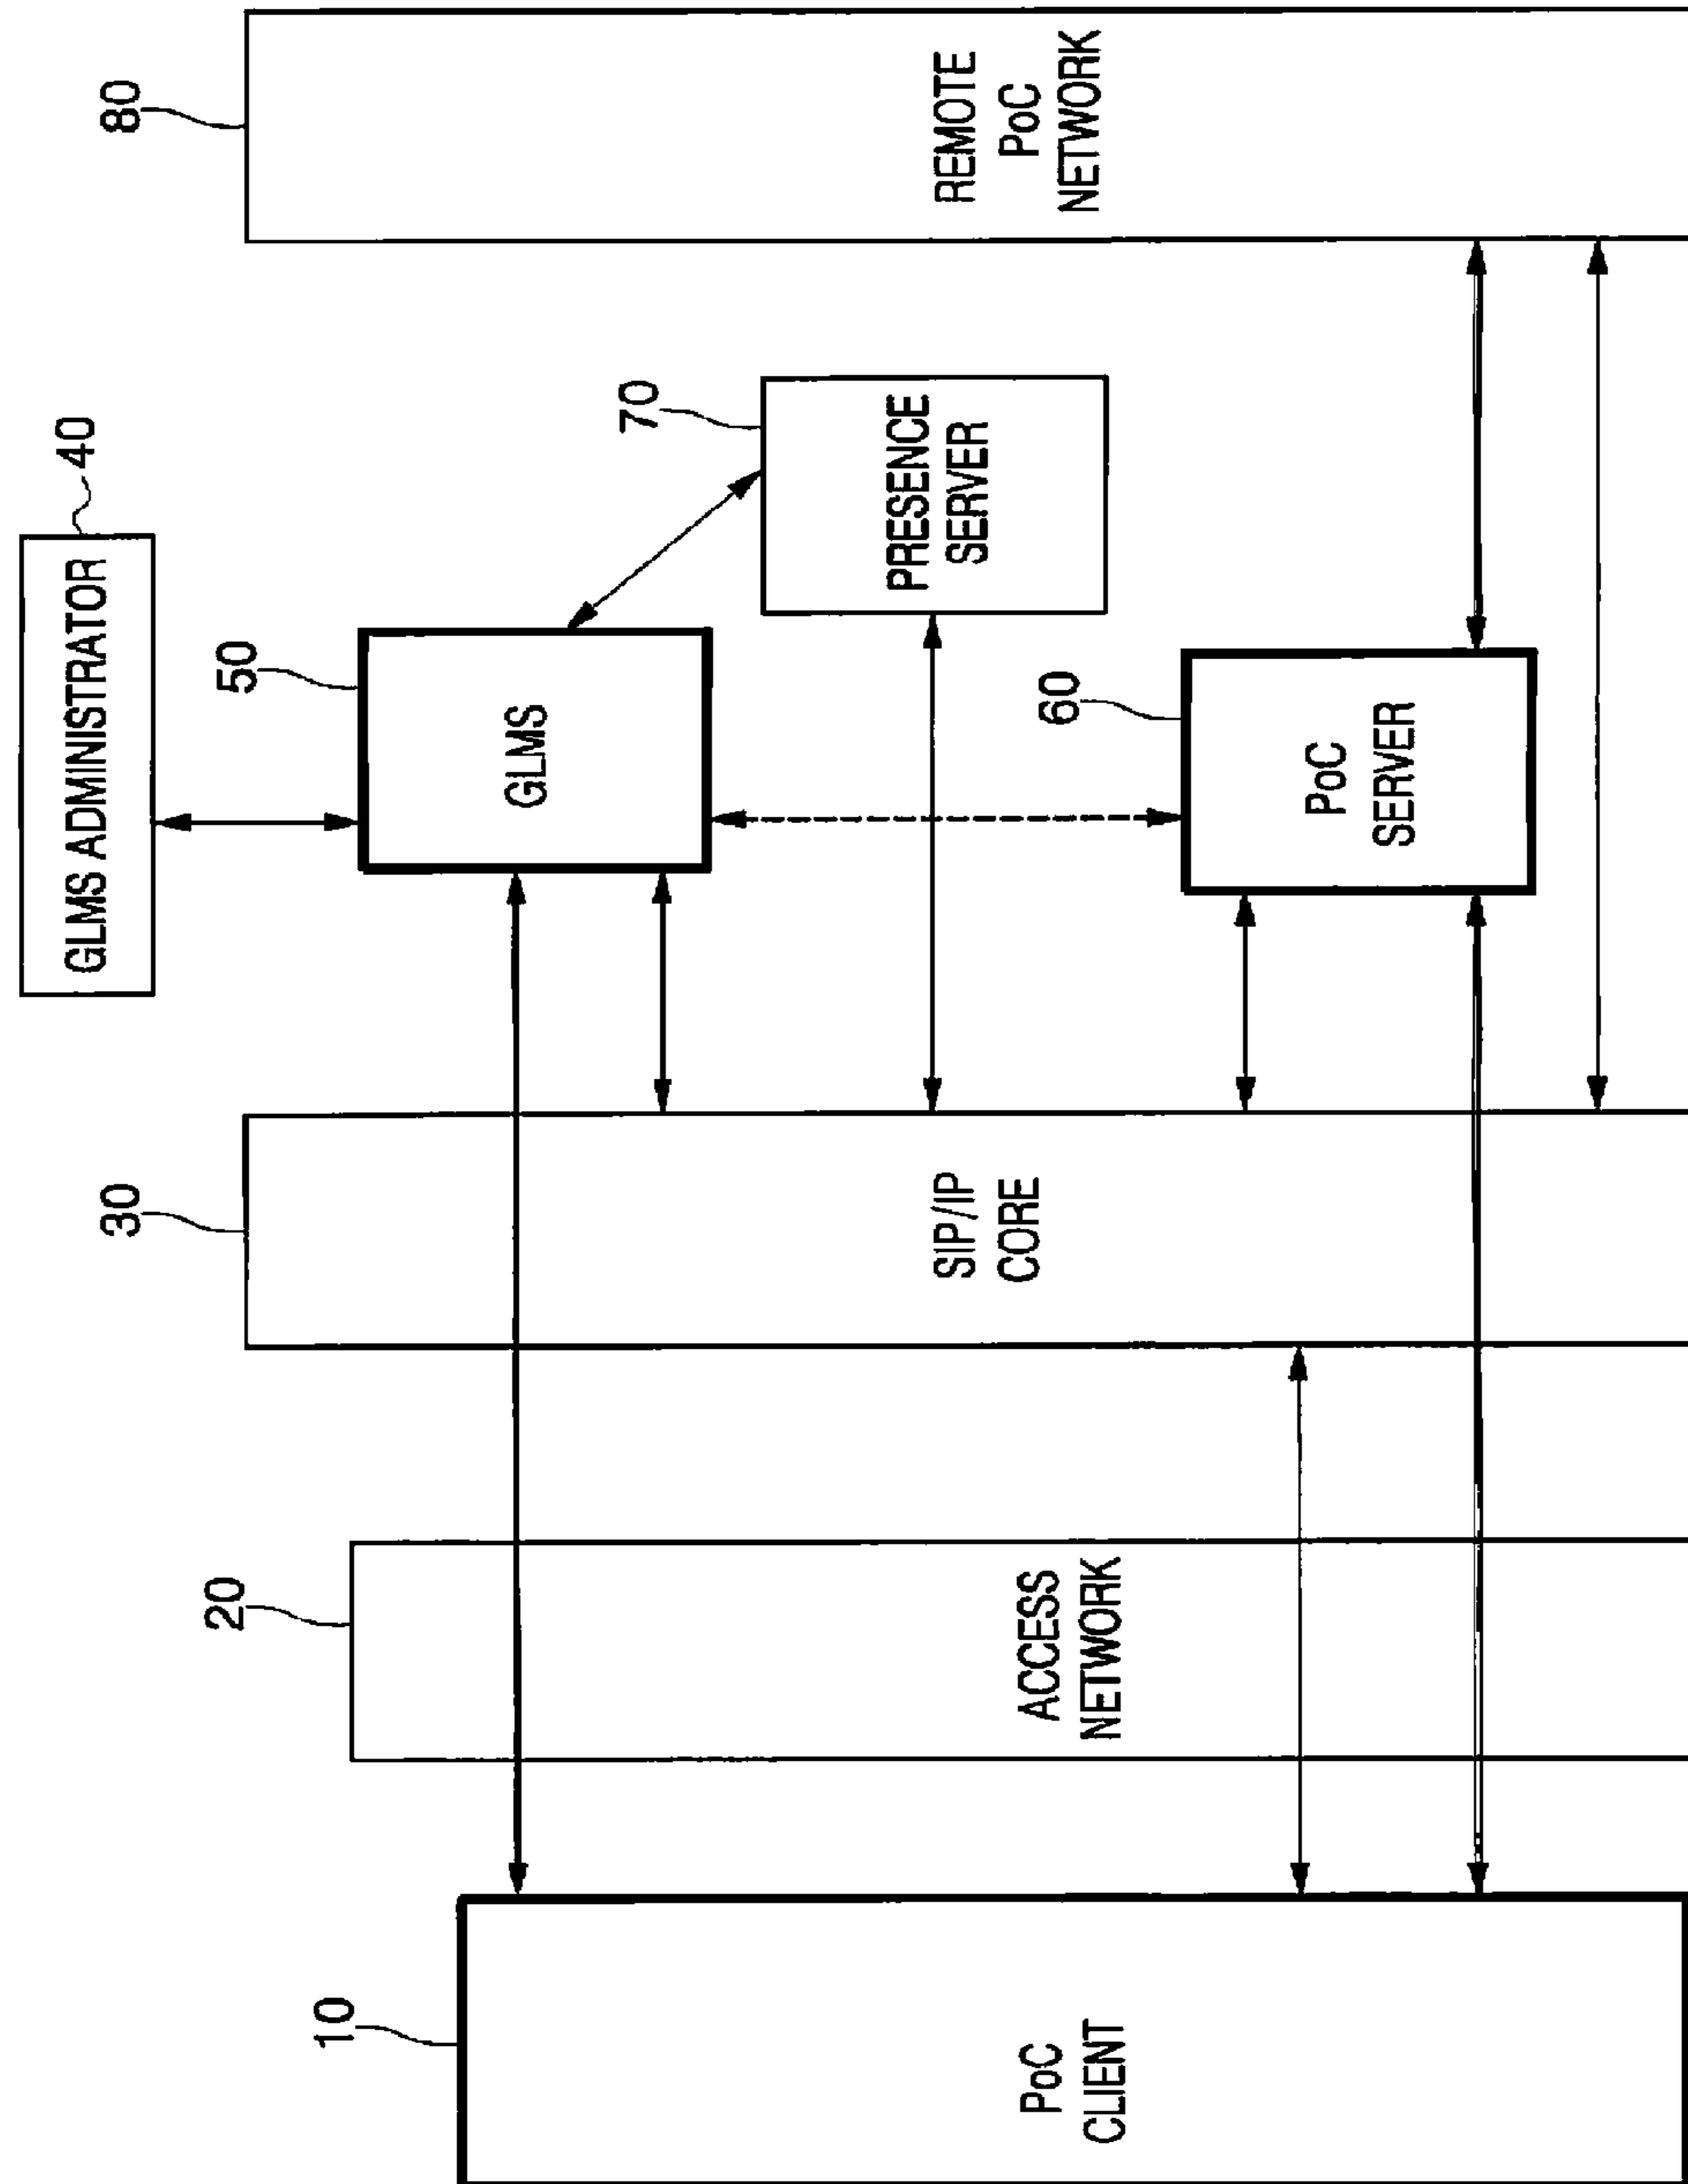 10
PoC
CLIENT
20
ACCESS
NETWORK
30
SIP/IP
CORE
GLMS ADMINISTRATOR
40
50
GLMS
60
PoC
SERVER
70
PRESENCE
SERVER
80
REMOTE
PoC
NETWORK